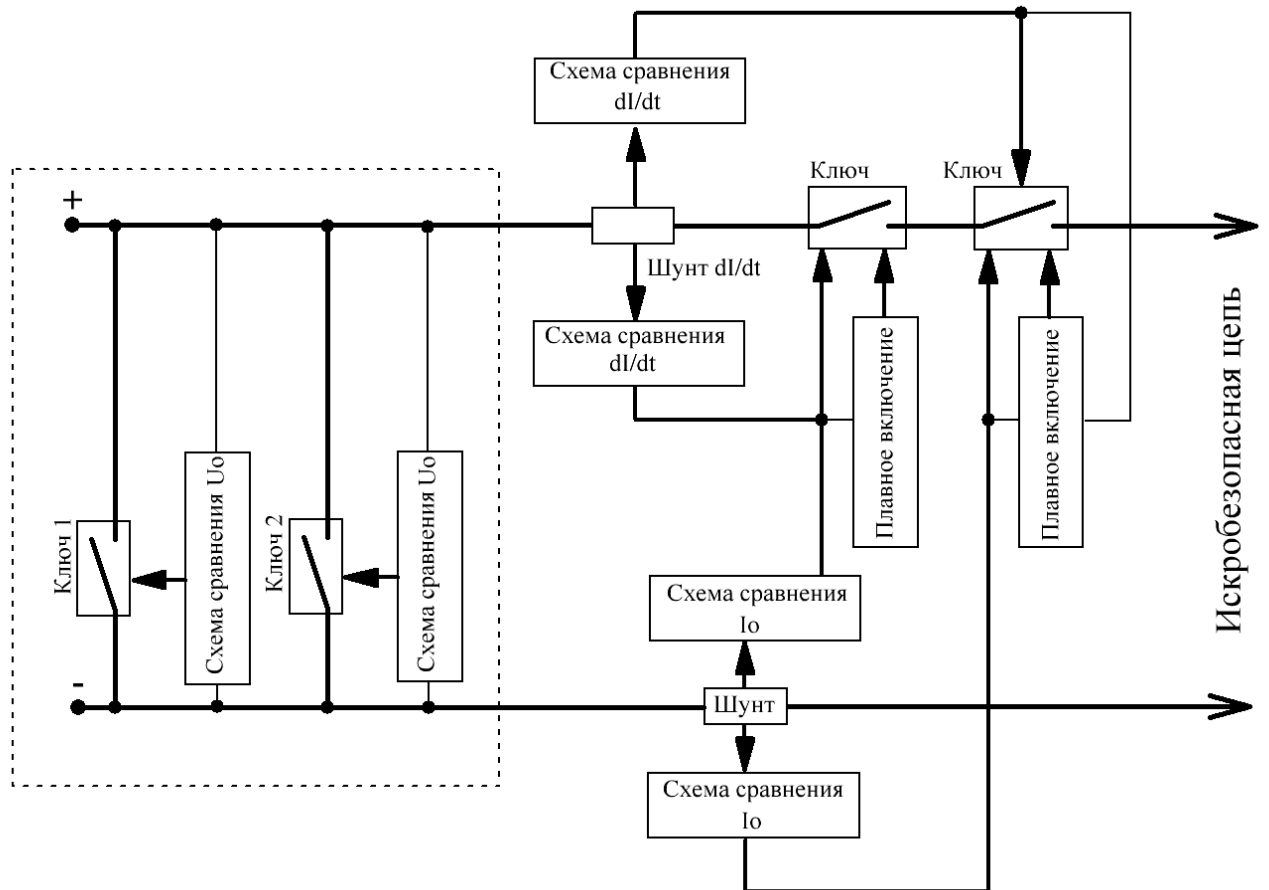 Схема сравнения
dI/dt
Ключ
Ключ
+
Шунт dI/dt
Схема сравнения
dI/dt
Плавное включение
Плавное включение
Искробезопасная цепь
Ключ 1
Схема сравнения Uo
Ключ 2
Схема сравнения Uo
Схема сравнения
Io
-
Шунт
Схема сравнения
Io